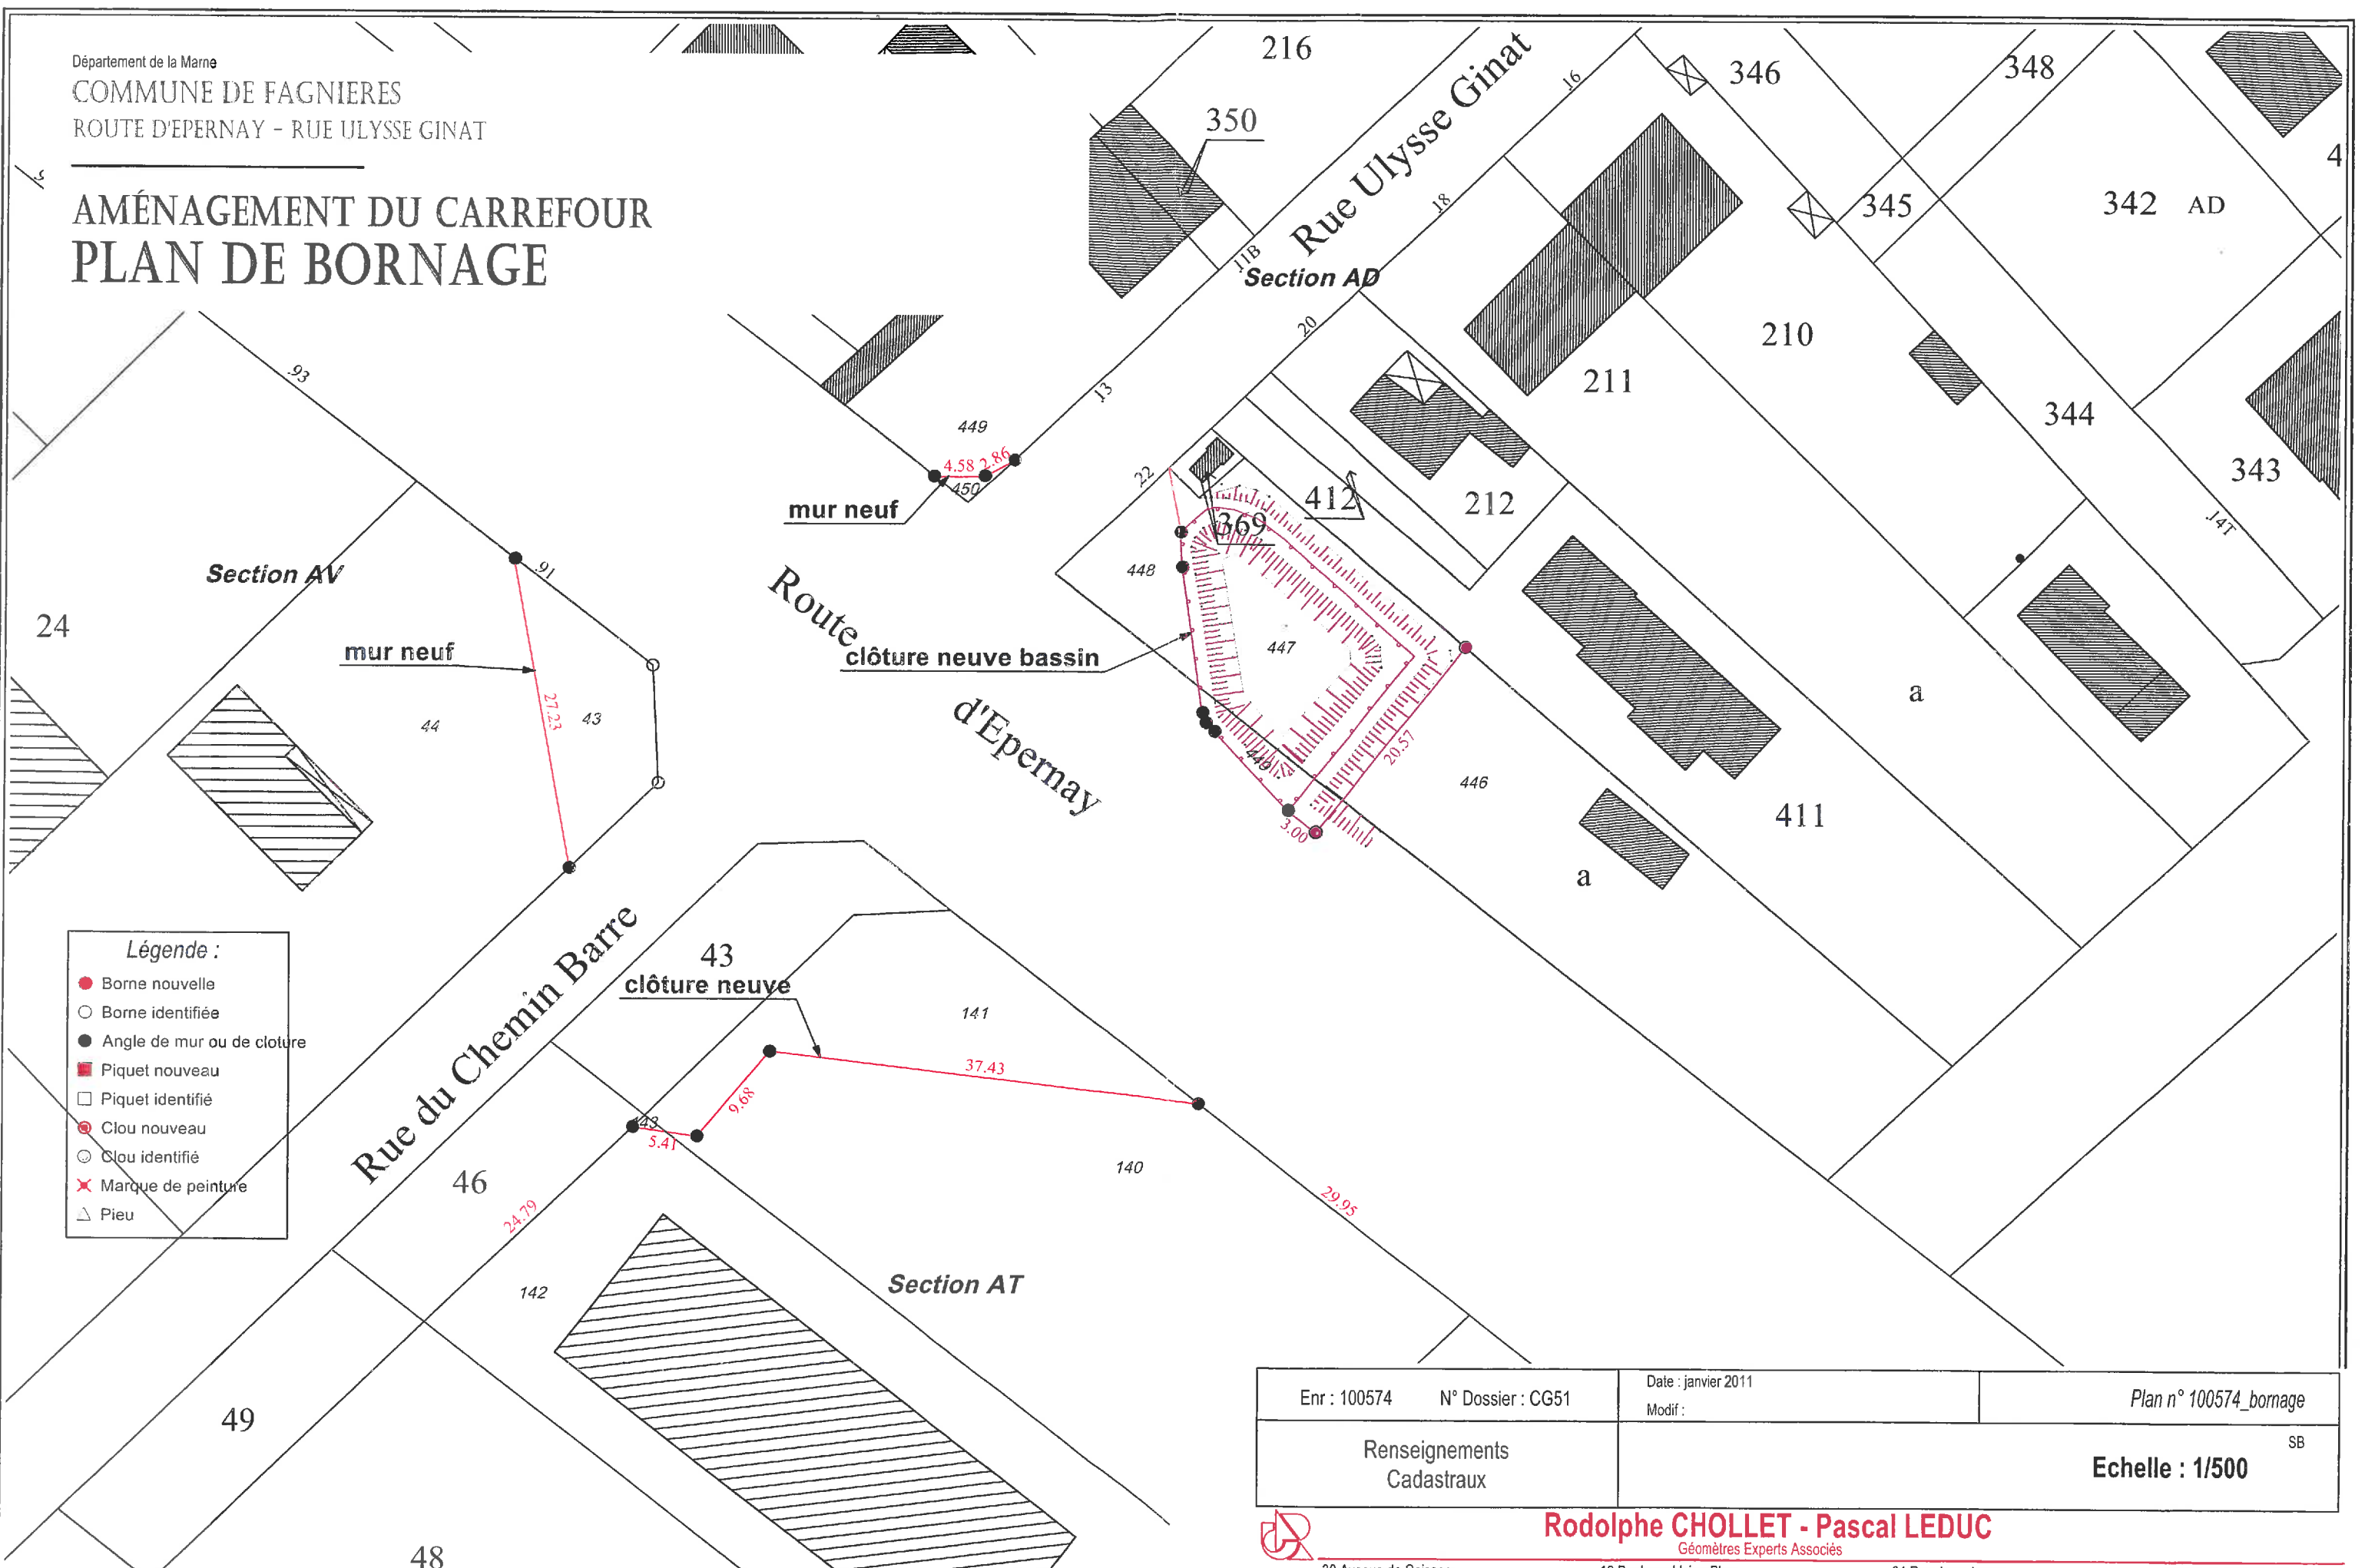 Département de la Marne
COMMUNE DE FAGNIERES
ROUTE D'EPERNAY - RUE ULYSSE GINAT
AMÉNAGEMENT DU CARREFOUR
PLAN DE BORNAGE
216
350
Rue Ulysse Ginat
16
346
348
4
345
342
AD
18
11B
Section AD
20
13
210
211
344
343
14T
93
449
4.58
2.86
450
mur neuf
22
369
412
212
91
Section AV
24
mur neuf
27.23
43
44
Route
d'Epernay
448
clôture neuve bassin
447
449
20.57
3.00
446
a
a
411
Légende :
Borne nouvelle
Borne identifiée
Angle de mur ou de cloture
Piquet nouveau
Piquet identifié
Clou nouveau
Clou identifié
Marque de peinture
Pieu
Rue du Chemin Barre
43
clôture neuve
141
37.43
9.68
143
5.41
140
29.95
46
24.79
142
Section AT
49
48
Enr : 100574
N° Dossier : CG51
Date : janvier 2011
Modif :
Plan n° 100574_bornage
Renseignements
Cadastraux
SB
Echelle : 1/500
Rodolphe CHOLLET - Pascal LEDUC
Géomètres Experts Associés